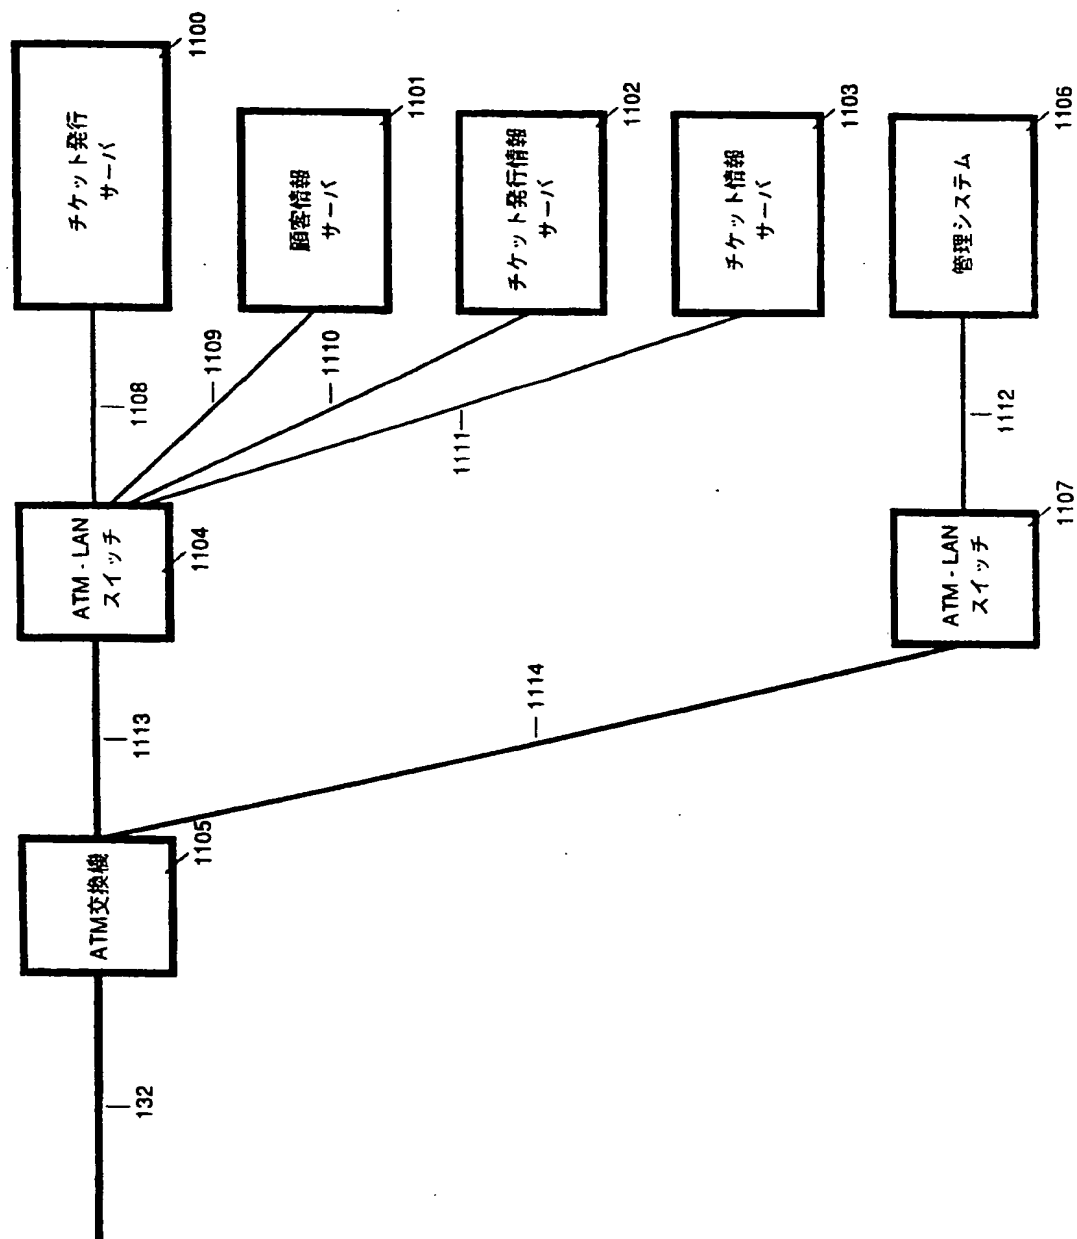 チケット発行
サーバ
1100
顧客情報
サーバ
1101
チケット発行情報
サーバ
1102
チケット情報
サーバ
1103
管理システム
1106
1108
1109
1110
1111
1112
ATM-LAN
スイッチ
1104
ATM-LAN
スイッチ
1107
1113
1114
ATM交換機
1105
132